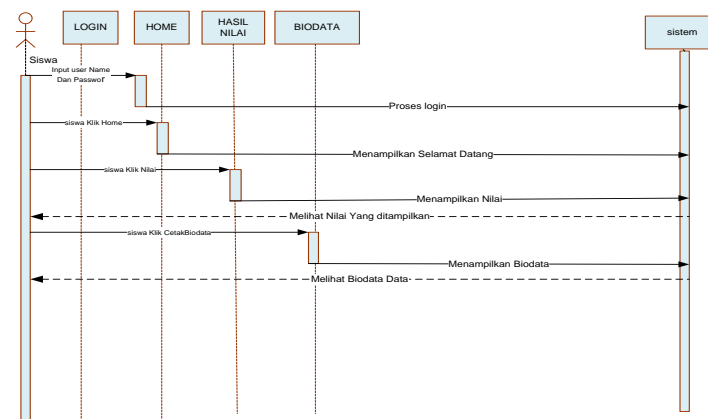 LOGIN
HOME
HASIL
NILAI
BIODATA
sistem
Siswa
Input user Name
Dan Passwor
Proses login
siswa Klik Home
Menampilkan Selamat Datang
siswa Klik Nilai
Menampilkan Nilai
Melihat Nilai Yang ditampilkan
siswa Klik CetakBiodata
Menampilkan Biodata
Melihat Biodata Data